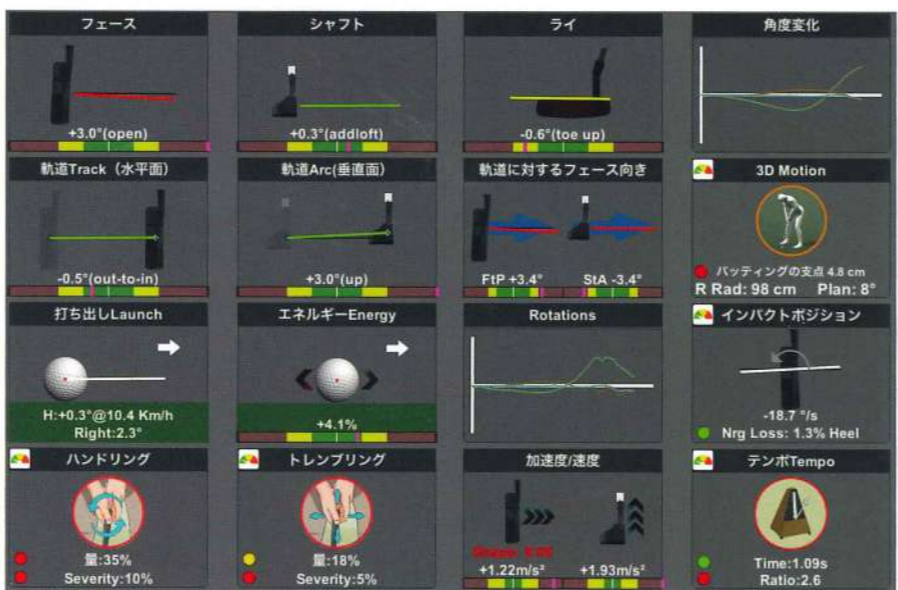 フェース
シャフト
ライ
角度変化
+3.0°(open)
+0.3°(addloft)
-0.6°(toe up)
軌道Track（水平面）
軌道Arc(垂直面）
軌道に対するフェース向き
3D Motion
-0.5°(out-to-in)
+3.0°(up)
FtP +3.4°
StA -3.4°
パッティングの支点 4.8 cm
R Rad: 98 cm
Plan: 8°
打ち出しLaunch
エネルギーEnergy
Rotations
インパクトポジション
H:+0.3°@10.4 Km/h
Right:2.3°
+4.1%
-18.7 °/s
Nrg Loss: 1.3% Heel
ハンドリング
トレンブリング
加速度/速度
テンポTempo
量:35%
Severity:10%
量:18%
Severity:5%
+1.22m/s²
+1.93m/s²
Time:1.09s
Ratio:2.6